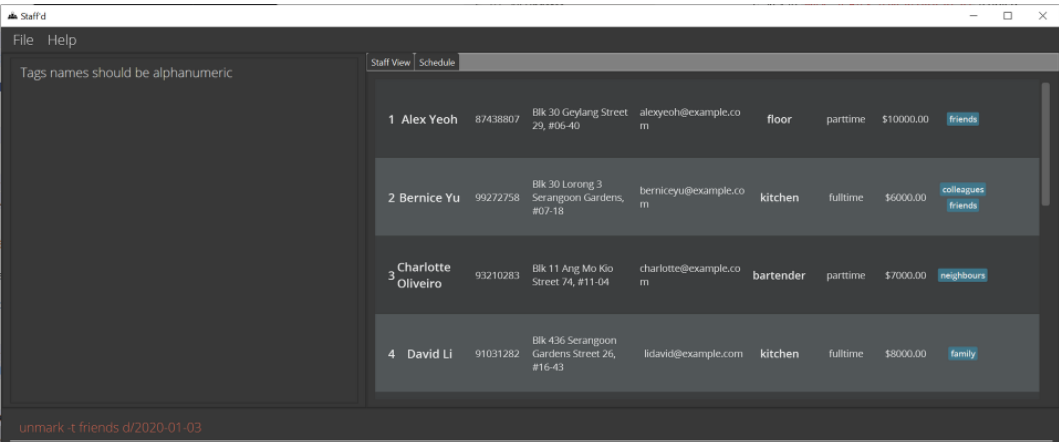 Staff'd
File Help
Tags names should be alphanumeric
Staff View Schedule
1 Alex Yeoh 87438807 Blk 30 Geylang Street 29, #06-40 alexyeoh@example.com floor parttime $10000.00 friends
2 Bernice Yu 99272758 Blk 30 Lorong 3 Serangoon Gardens, #07-18 berniceyu@example.com kitchen fulltime $6000.00 colleagues friends
3 Charlotte Oliveiro 93210283 Blk 11 Ang Mo Kio Street 74, #11-04 charlotte@example.com bartender parttime $7000.00 neighbours
4 David Li 91031282 Blk 436 Serangoon Gardens Street 26, #16-43 lidavid@example.com kitchen fulltime $8000.00 family
unmark -t friends d/2020-01-03